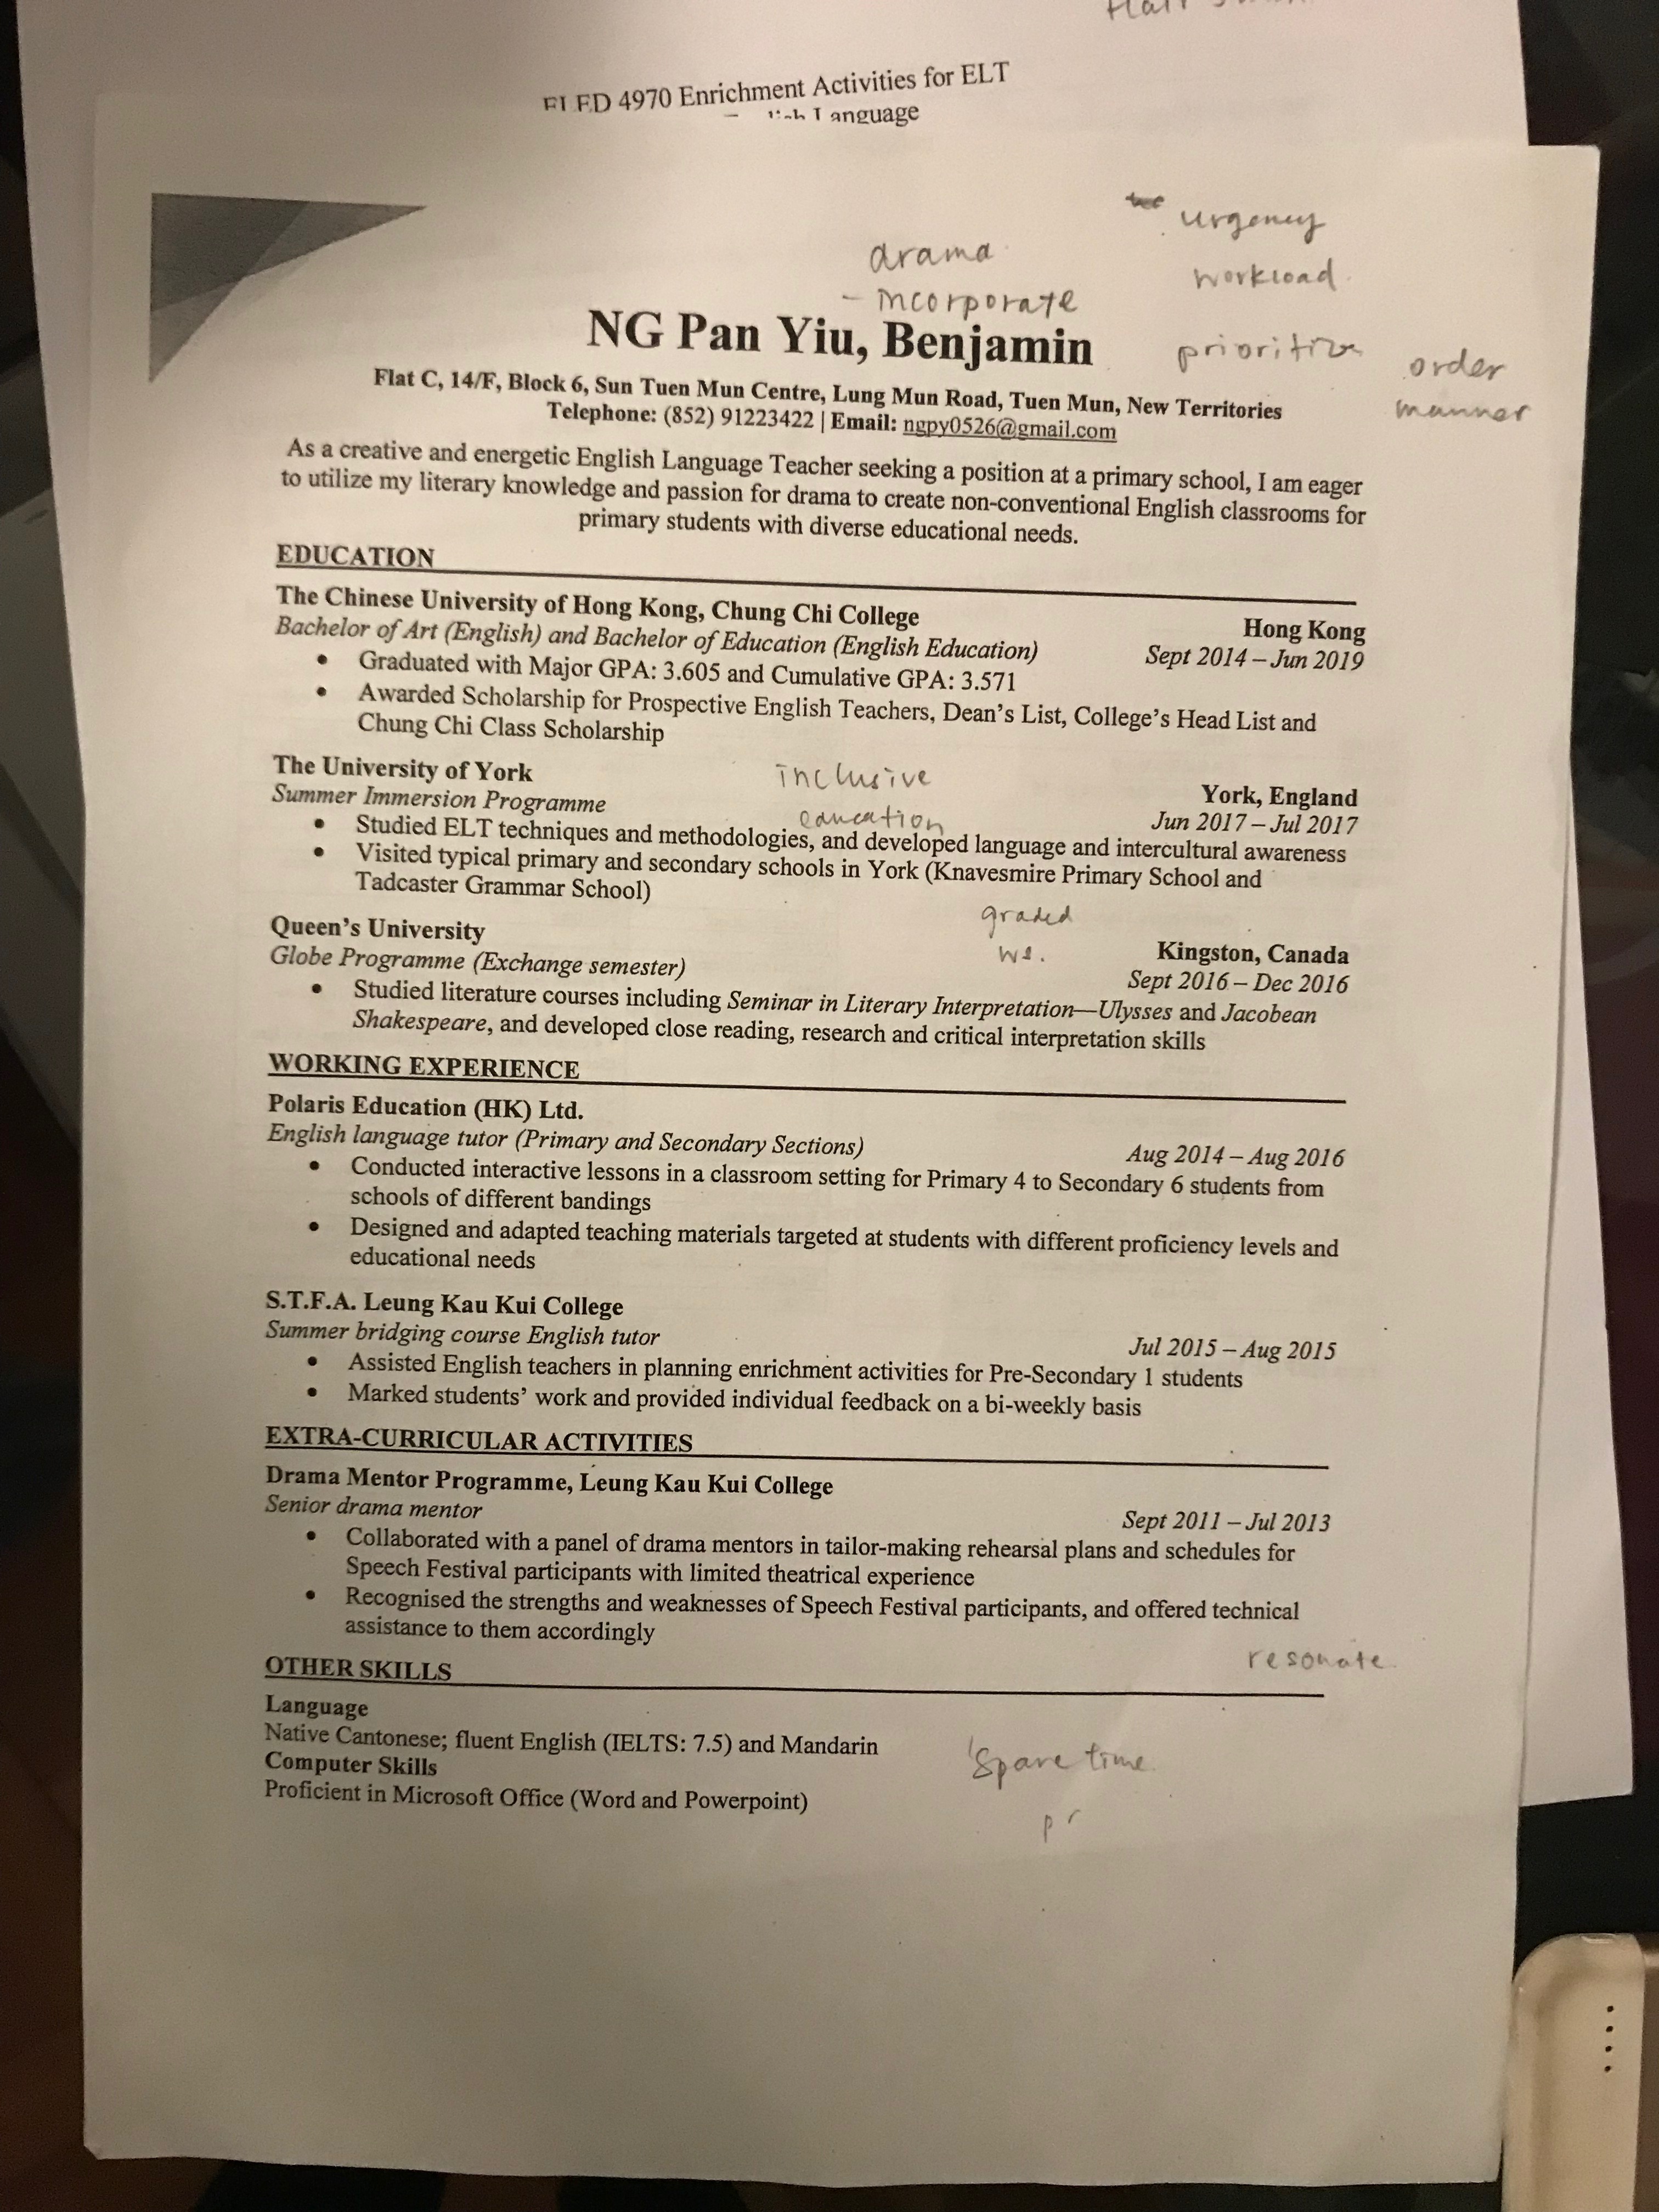 4970 Enrichment Activities for ELT
urgency
drama
workload
- incorporate
NG Pan Yiu, Benjamin
prioritize
order
manner
Flat C, 14/F, Block 6, Sun Tuen Mun Centre, Lung Mun Road, Tuen Mun, New Territories
Telephone: (852) 91223422 | Email: ngpy0526@gmail.com
As a creative and energetic English Language Teacher seeking a position at a primary school, I am eager
to utilize my literary knowledge and passion for drama to create non-conventional English classrooms for
primary students with diverse educational needs.
EDUCATION
The Chinese University of Hong Kong, Chung Chi College
Hong Kong
Bachelor of Art (English) and Bachelor of Education (English Education)
Sept 2014 – Jun 2019
• Graduated with Major GPA: 3.605 and Cumulative GPA: 3.571
• Awarded Scholarship for Prospective English Teachers, Dean's List, College's Head List and
Chung Chi Class Scholarship
The University of York
inclusive
York, England
Summer Immersion Programme
education
Jun 2017 – Jul 2017
• Studied ELT techniques and methodologies, and developed language and intercultural awareness
• Visited typical primary and secondary schools in York (Knavesmire Primary School and
Tadcaster Grammar School)
graded
ws.
Queen's University
Kingston, Canada
Globe Programme (Exchange semester)
Sept 2016 – Dec 2016
• Studied literature courses including Seminar in Literary Interpretation—Ulysses and Jacobean
Shakespeare, and developed close reading, research and critical interpretation skills
WORKING EXPERIENCE
Polaris Education (HK) Ltd.
English language tutor (Primary and Secondary Sections)
Aug 2014 – Aug 2016
• Conducted interactive lessons in a classroom setting for Primary 4 to Secondary 6 students from
schools of different bandings
• Designed and adapted teaching materials targeted at students with different proficiency levels and
educational needs
S.T.F.A. Leung Kau Kui College
Summer bridging course English tutor
Jul 2015 – Aug 2015
• Assisted English teachers in planning enrichment activities for Pre-Secondary 1 students
• Marked students' work and provided individual feedback on a bi-weekly basis
EXTRA-CURRICULAR ACTIVITIES
Drama Mentor Programme, Leung Kau Kui College
Senior drama mentor
Sept 2011 – Jul 2013
• Collaborated with a panel of drama mentors in tailor-making rehearsal plans and schedules for
Speech Festival participants with limited theatrical experience
• Recognised the strengths and weaknesses of Speech Festival participants, and offered technical
assistance to them accordingly
resonate.
OTHER SKILLS
Language
Native Cantonese; fluent English (IELTS: 7.5) and Mandarin
Computer Skills
Spare time.
Proficient in Microsoft Office (Word and Powerpoint)
pr